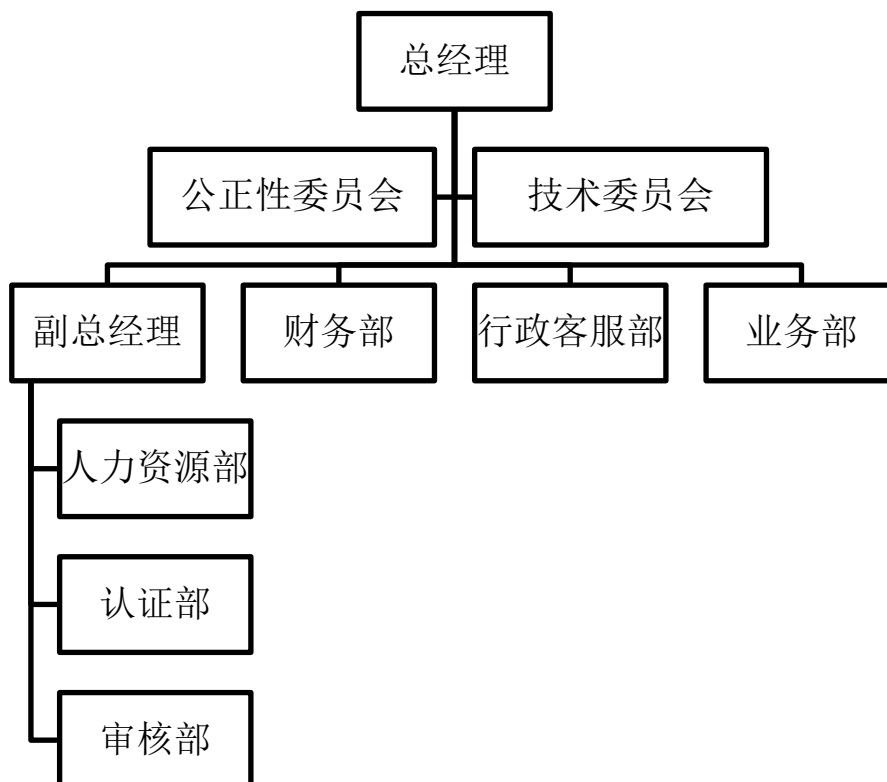 总经理
公正性委员会
技术委员会
副总经理
财务部
行政客服部
业务部
人力资源部
认证部
审核部